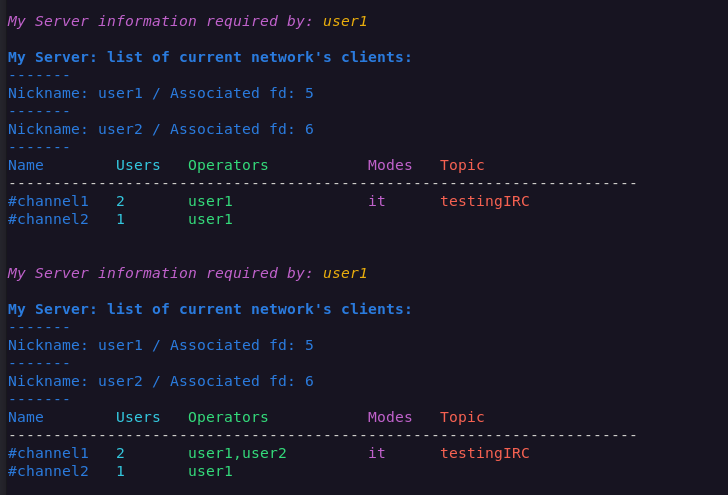 My Server information required by: user1
My Server: list of current network's clients:
-------
Nickname: user1 / Associated fd: 5
-------
Nickname: user2 / Associated fd: 6
-------
Name        Users   Operators           Modes   Topic
----------------------------------------------------------------------
#channel1   2       user1               it      testingIRC
#channel2   1       user1
My Server information required by: user1
My Server: list of current network's clients:
-------
Nickname: user1 / Associated fd: 5
-------
Nickname: user2 / Associated fd: 6
-------
Name        Users   Operators           Modes   Topic
----------------------------------------------------------------------
#channel1   2       user1,user2         it      testingIRC
#channel2   1       user1